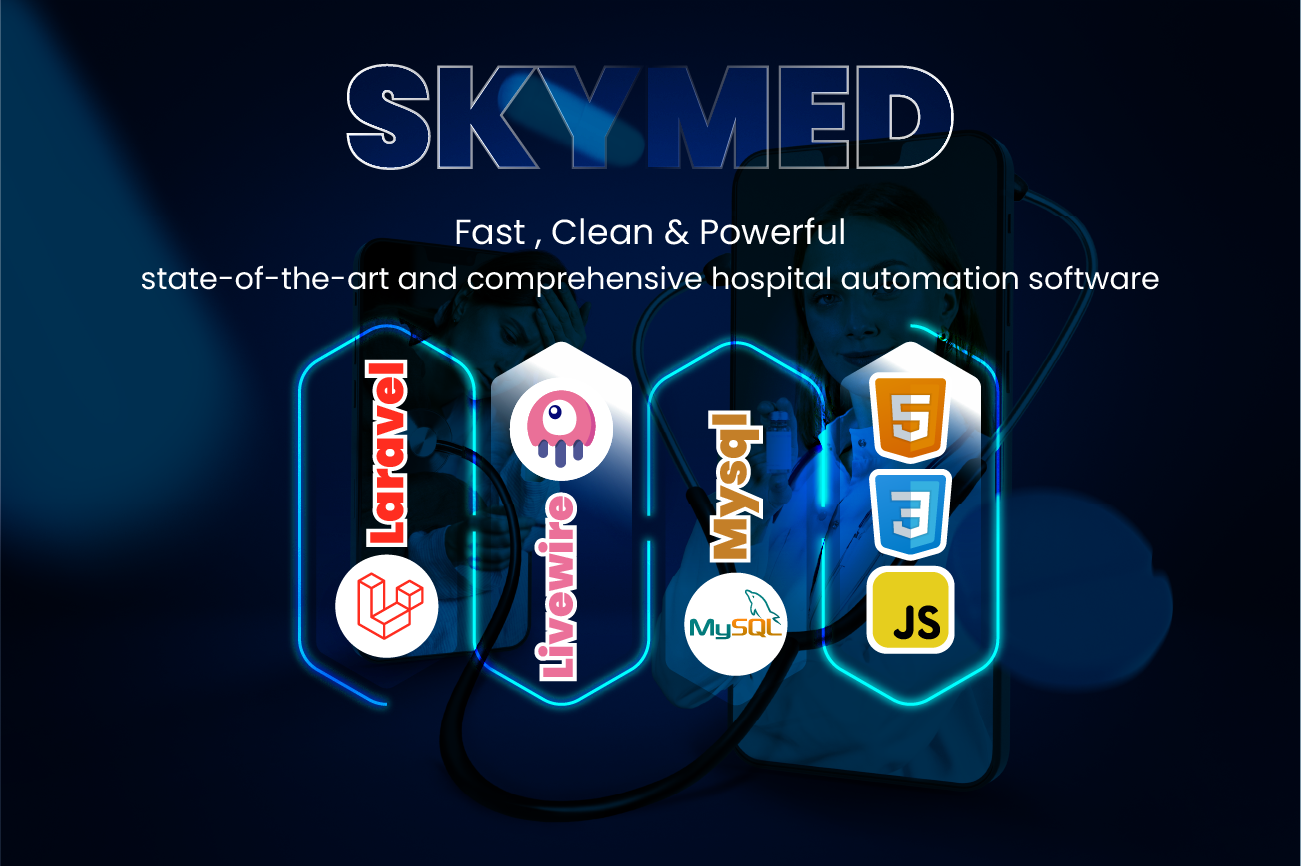 SKYMED
Fast , Clean & Powerful
state-of-the-art and comprehensive hospital automation software
Laravel
Livewire
Mysql
MySQL
5
3
JS